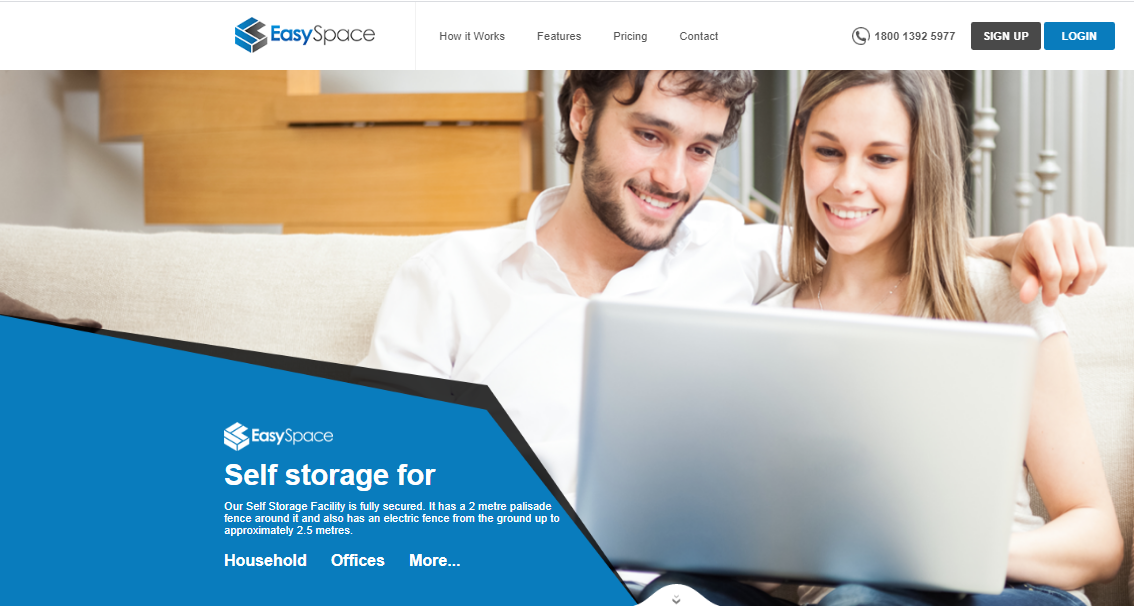 EasySpace
How it Works
Features
Pricing
Contact
1800 1392 5977
SIGN UP
LOGIN
EasySpace
Self storage for
Our Self Storage Facility is fully secured. It has a 2 metre palisade
fence around it and also has an electric fence from the ground up to
approximately 2.5 metres.
Household Offices More...